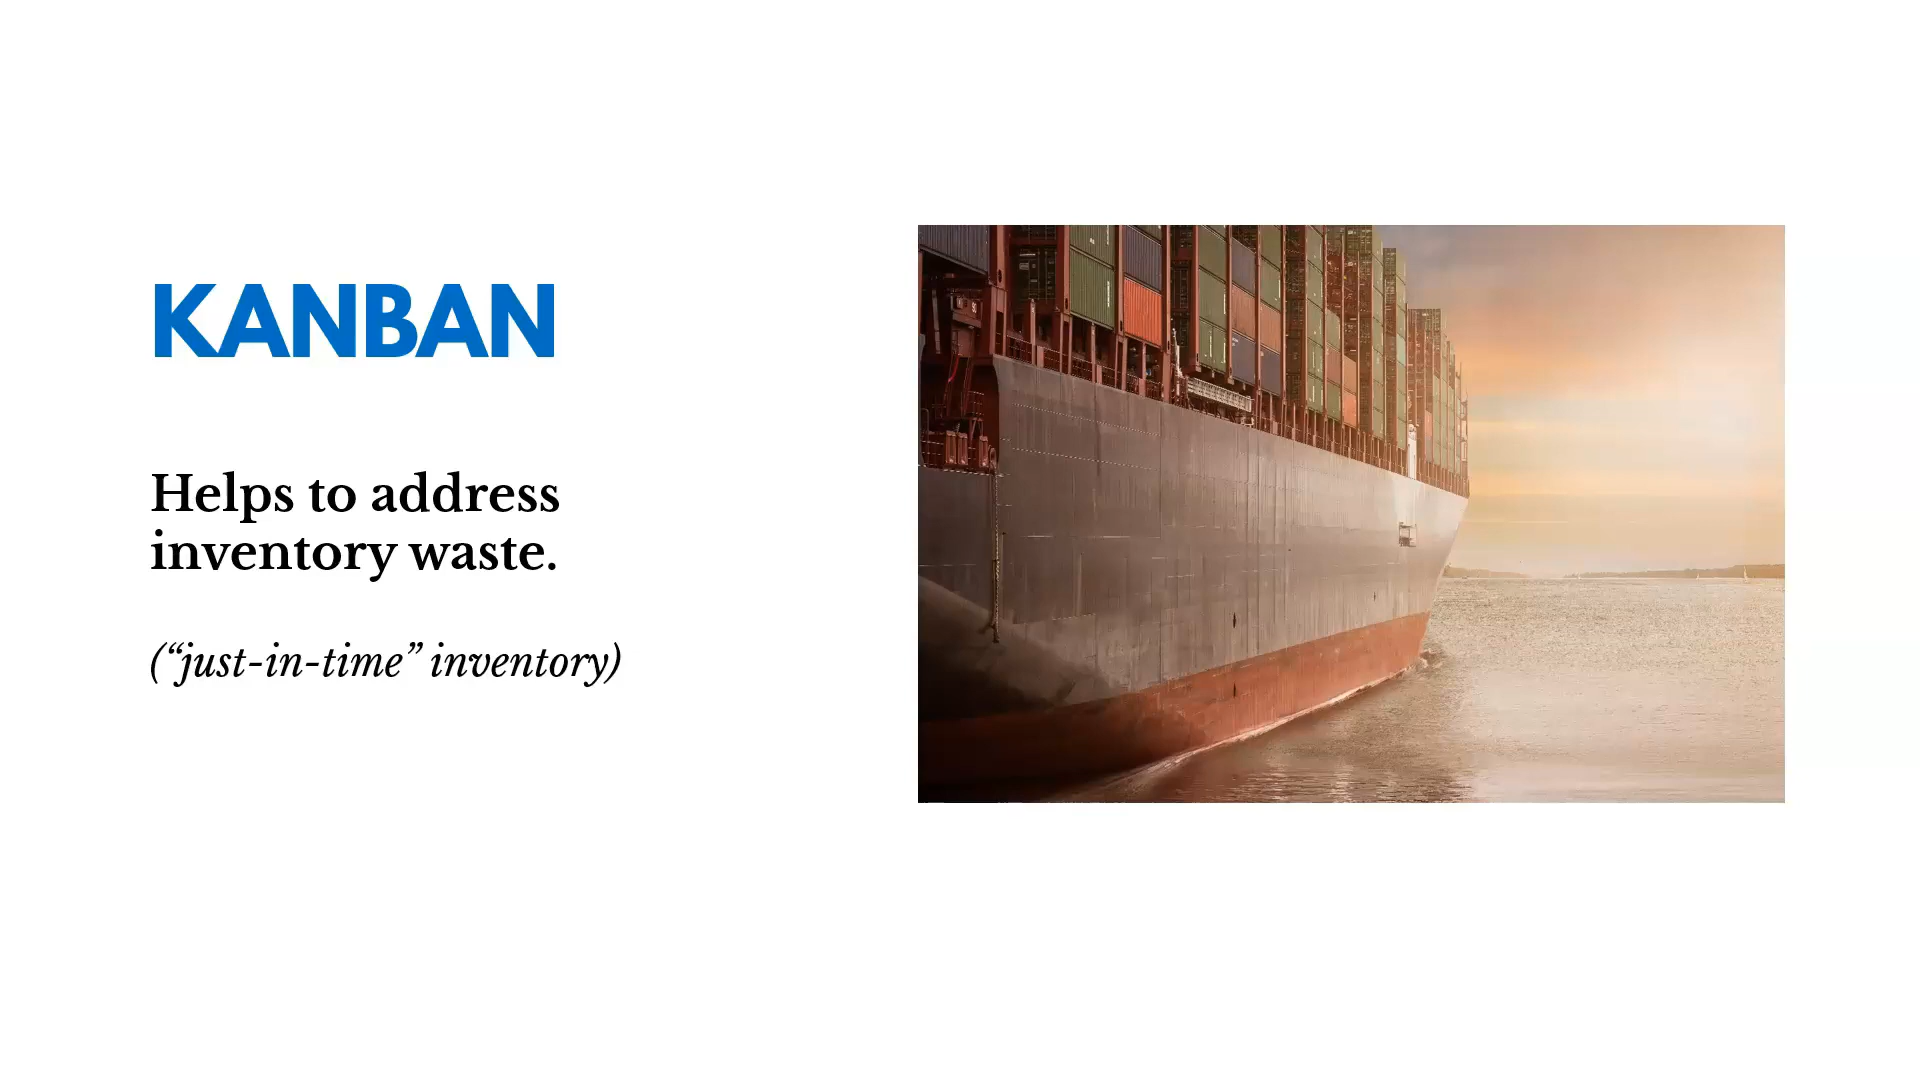 KANBAN
Helps to address
inventory waste.
(“just-in-time” inventory)